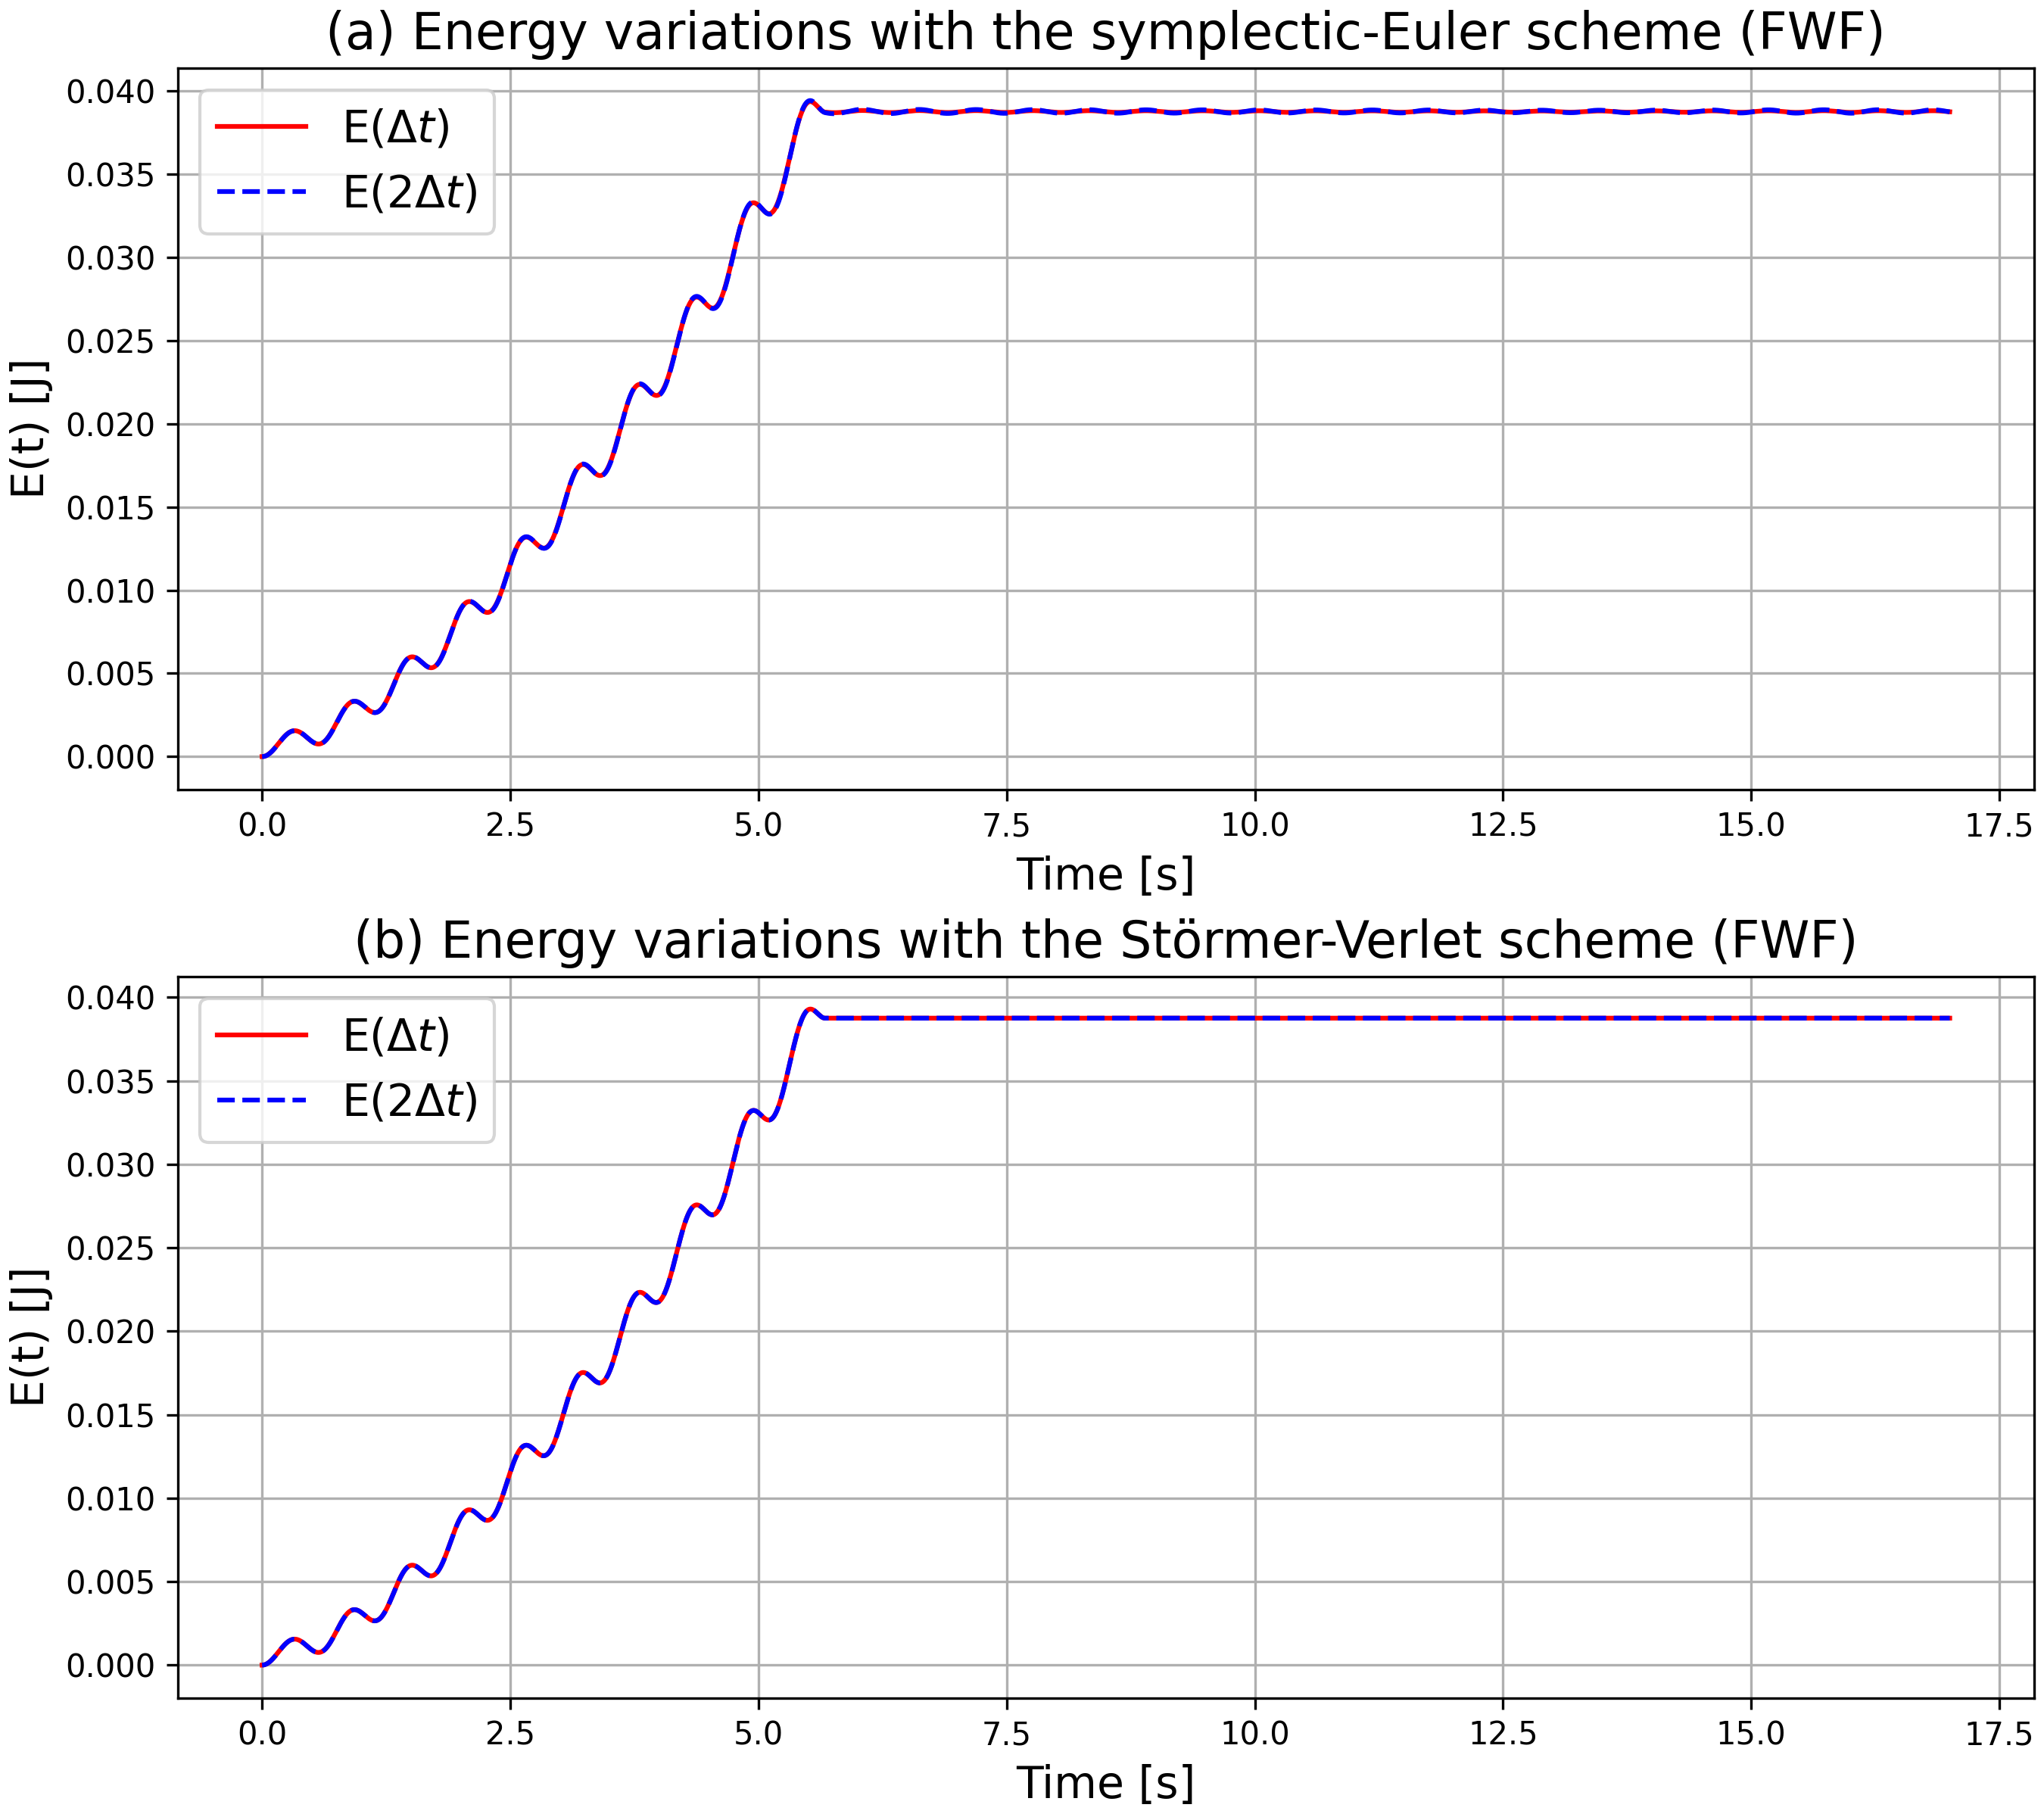 (a) Energy variations with the symplectic-Euler scheme (FWF)
0.040
0.035
0.030
0.025
0.020
0.015
0.010
0.005
0.000
E(t) [J]
E(Δt)
E(2Δt)
0.0 2.5 5.0 7.5 10.0 12.5 15.0 17.5
Time [s]
(b) Energy variations with the Störmer-Verlet scheme (FWF)
0.040
0.035
0.030
0.025
0.020
0.015
0.010
0.005
0.000
E(t) [J]
E(Δt)
E(2Δt)
0.0 2.5 5.0 7.5 10.0 12.5 15.0 17.5
Time [s]